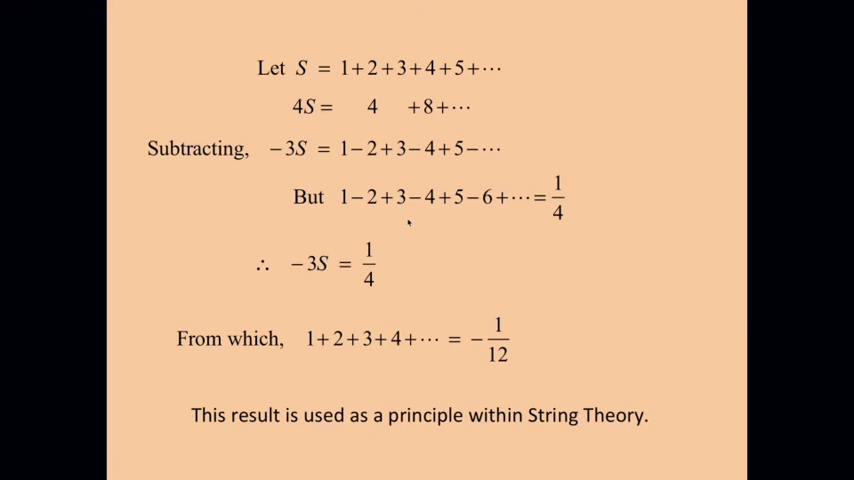 Let S = 1+2+3+4+5+⋯
4S = 4 +8+⋯
Subtracting, −3S = 1−2+3−4+5−⋯
But 1−2+3−4+5−6+⋯= 1/4
∴ −3S = 1/4
From which, 1+2+3+4+⋯ = −1/12
This result is used as a principle within String Theory.